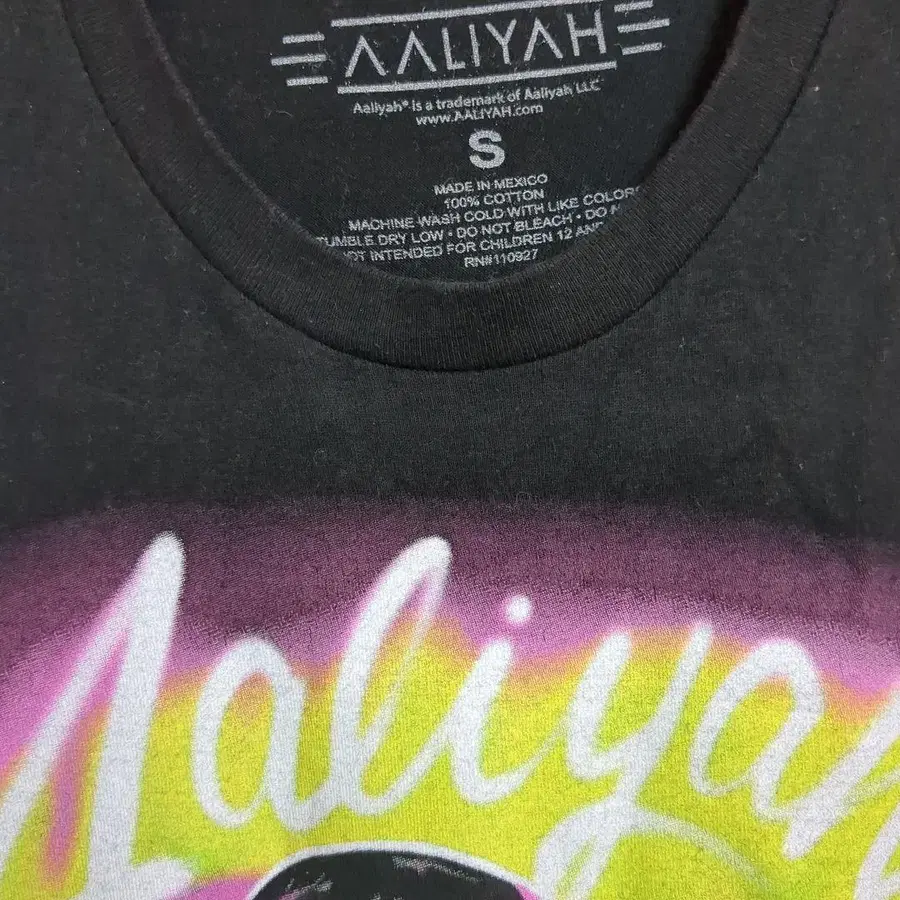 AALIYAH
Aaliyah® is a trademark of Aaliyah LLC
www.AALIYAH.com
S
MADE IN MEXICO
100% COTTON
MACHINE WASH COLD WITH LIKE COLORS
TUMBLE DRY LOW • DO NOT BLEACH • DO
NOT INTENDED FOR CHILDREN 12 AND
RN#110927
Aaliyah